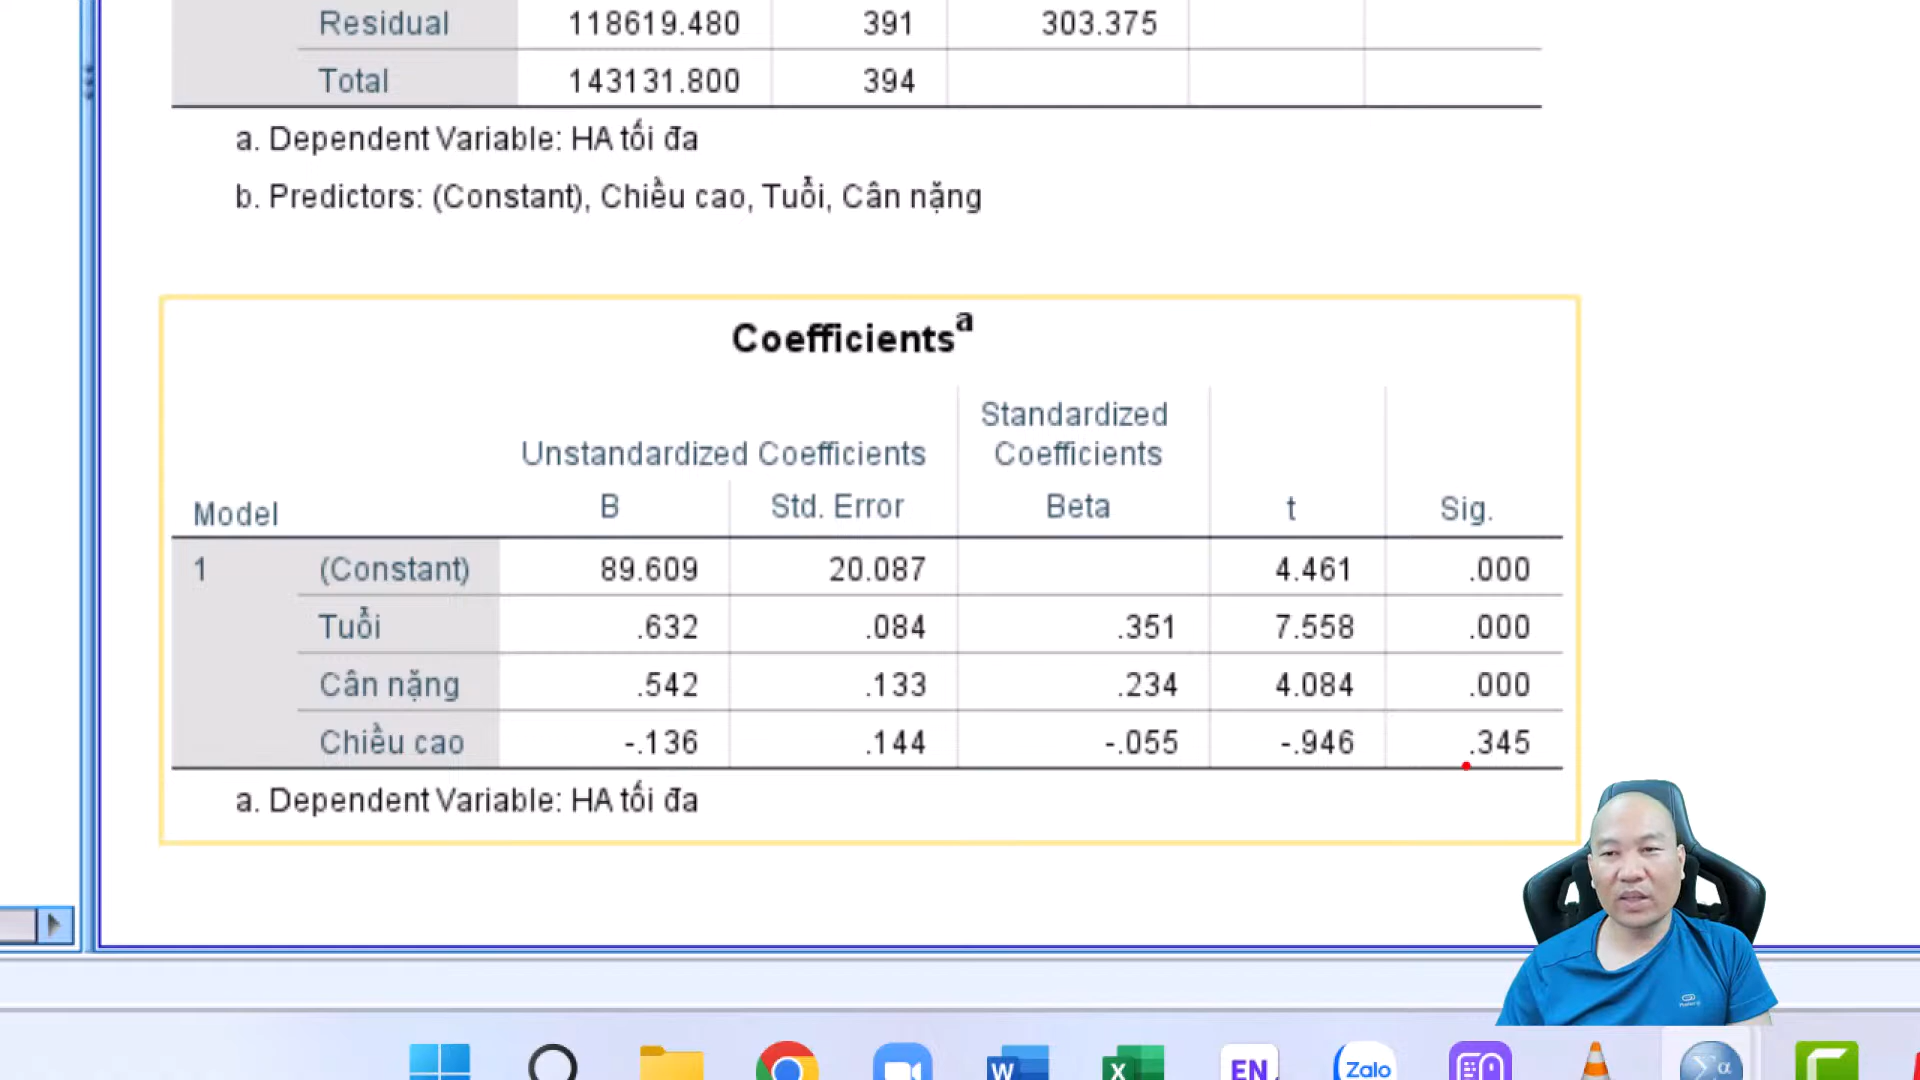 Residual 118619.480 391 303.375
Total 143131.800 394
a. Dependent Variable: HA tối đa
b. Predictors: (Constant), Chiều cao, Tuổi, Cân nặng
Coefficientsᵃ
Standardized
Unstandardized Coefficients Coefficients
Model B Std. Error Beta t Sig.
1 (Constant) 89.609 20.087 4.461 .000
Tuổi .632 .084 .351 7.558 .000
Cân nặng .542 .133 .234 4.084 .000
Chiều cao -.136 .144 -.055 -.946 .345
a. Dependent Variable: HA tối đa
W X EN Zalo Σα